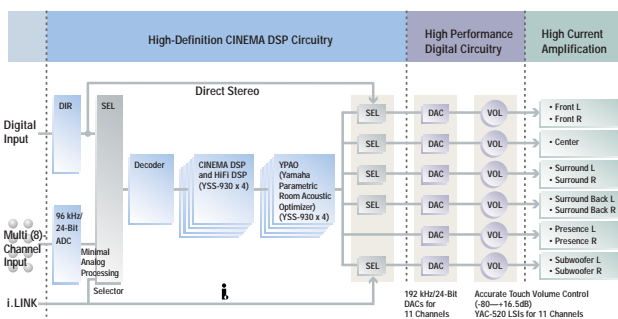 High-Definition CINEMA DSP Circuitry
High Performance
Digital Circuitry
High Current
Amplification
Direct Stereo
DIR
SEL
Digital
Input
Decoder
CINEMA DSP
and HiFi DSP
(YSS-930 x 4)
YPAO
(Yamaha
Parametric
Room Acoustic
Optimizer)
(YSS-930 x 4)
96 kHz/
24-Bit
ADC
Multi (8)-
Channel
Input
Minimal
Analog
Processing
Selector
i.LINK
i
SEL
DAC
VOL
• Front L
• Front R
SEL
DAC
VOL
• Center
SEL
DAC
VOL
• Surround L
• Surround R
SEL
DAC
VOL
• Surround Back L
• Surround Back R
DAC
VOL
• Presence L
• Presence R
SEL
DAC
VOL
• Subwoofer L
• Subwoofer R
192 kHz/24-Bit
DACs for
11 Channels
Accurate Touch Volume Control
(-80—+16.5dB)
YAC-520 LSIs for 11 Channels